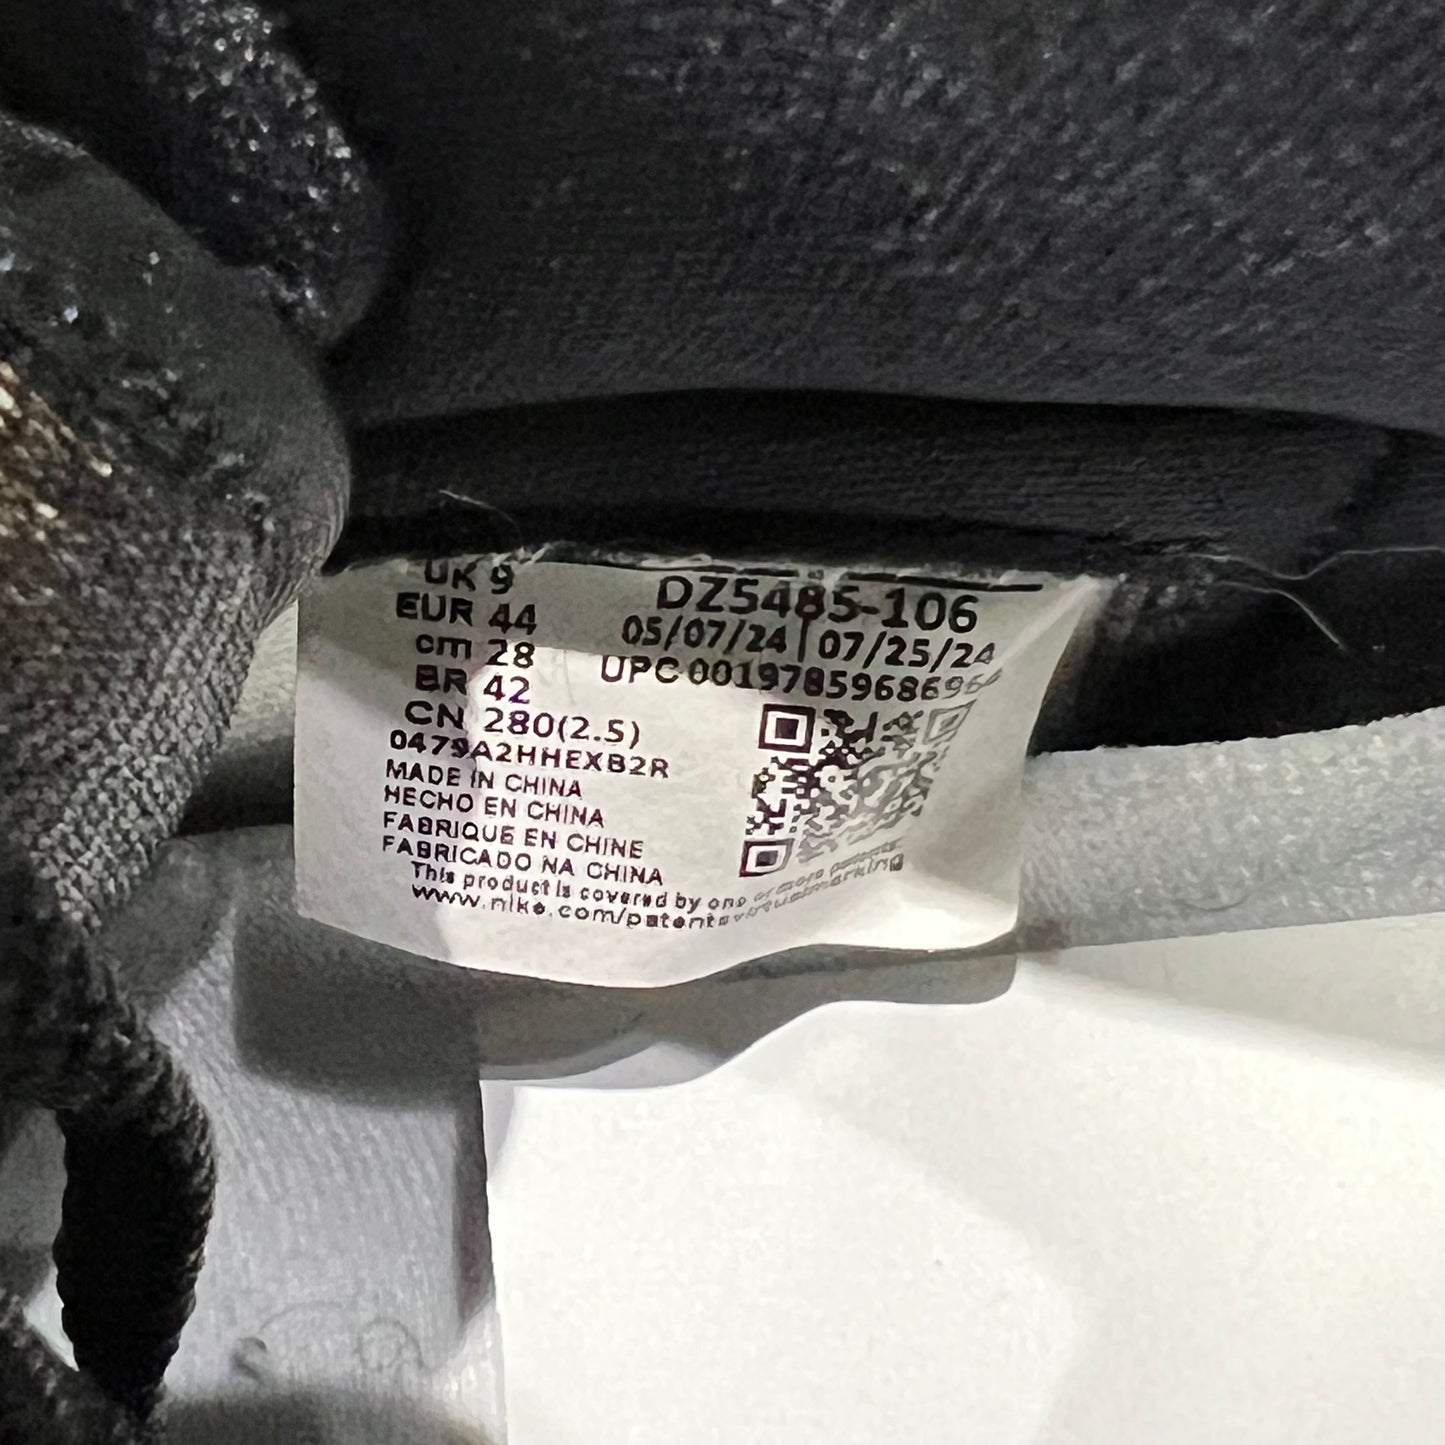 UK 9
EUR 44
cm 28
BR 42
CN 280(2.5)
0479A2HHEXB2R
MADE IN CHINA
HECHO EN CHINA
FABRIQUE EN CHINE
FABRICADO NA CHINA
This product is covered by one or more patents
www.nike.com/patents
DZ5485-106
05/07/24 | 07/25/24
UPC